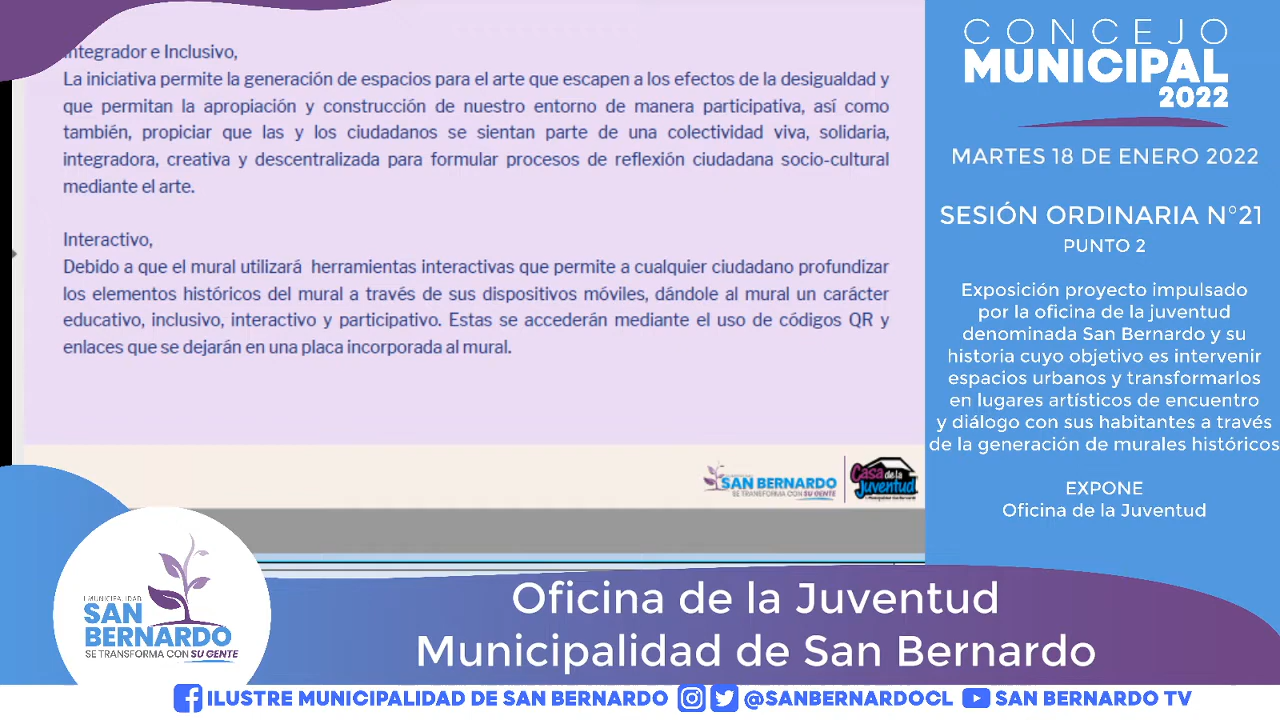 Integrador e Inclusivo,
La iniciativa permite la generación de espacios para el arte que escapen a los efectos de la desigualdad y
que permitan la apropiación y construcción de nuestro entorno de manera participativa, así como
también, propiciar que las y los ciudadanos se sientan parte de una colectividad viva, solidaria,
integradora, creativa y descentralizada para formular procesos de reflexión ciudadana socio-cultural
mediante el arte.
Interactivo,
Debido a que el mural utilizará herramientas interactivas que permite a cualquier ciudadano profundizar
los elementos históricos del mural a través de sus dispositivos móviles, dándole al mural un carácter
educativo, inclusivo, interactivo y participativo. Estas se accederán mediante el uso de códigos QR y
enlaces que se dejarán en una placa incorporada al mural.
SAN BERNARDO
SE TRANSFORMA CON SU GENTE
Casa de la
Juventud
CONCEJO
MUNICIPAL
2022
MARTES 18 DE ENERO 2022
SESIÓN ORDINARIA N°21
PUNTO 2
Exposición proyecto impulsado
por la oficina de la juventud
denominada San Bernardo y su
historia cuyo objetivo es intervenir
espacios urbanos y transformarlos
en lugares artísticos de encuentro
y diálogo con sus habitantes a través
de la generación de murales históricos
EXPONE
Oficina de la Juventud
I. MUNICIPALIDAD
SAN
BERNARDO
SE TRANSFORMA CON SU GENTE
Oficina de la Juventud
Municipalidad de San Bernardo
ILUSTRE MUNICIPALIDAD DE SAN BERNARDO @SANBERNARDOCL SAN BERNARDO TV